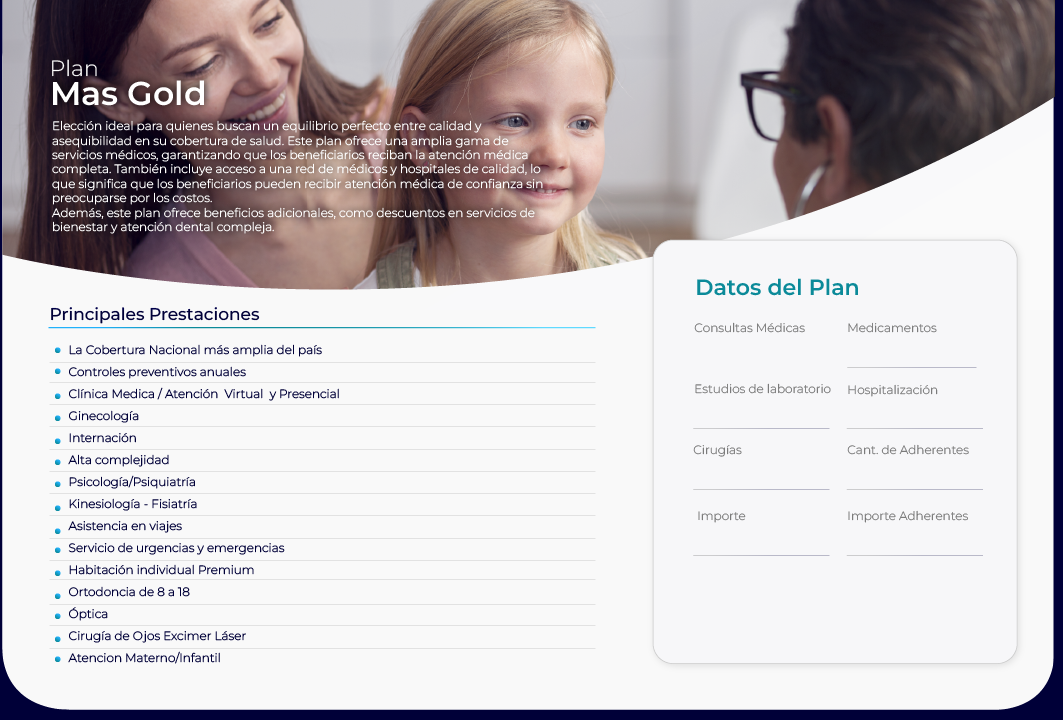 Plan
Mas Gold
Elección ideal para quienes buscan un equilibrio perfecto entre calidad y
asequibilidad en su cobertura de salud. Este plan ofrece una amplia gama de
servicios médicos, garantizando que los beneficiarios reciban la atención médica
completa. También incluye acceso a una red de médicos y hospitales de calidad, lo
que significa que los beneficiarios pueden recibir atención médica de confianza sin
preocuparse por los costos.
Además, este plan ofrece beneficios adicionales, como descuentos en servicios de
bienestar y atención dental compleja.
Principales Prestaciones
La Cobertura Nacional más amplia del país
Controles preventivos anuales
Clínica Medica / Atención Virtual y Presencial
Ginecología
Internación
Alta complejidad
Psicología/Psiquiatría
Kinesiología - Fisiatría
Asistencia en viajes
Servicio de urgencias y emergencias
Habitación individual Premium
Ortodoncia de 8 a 18
Óptica
Cirugía de Ojos Excimer Láser
Atencion Materno/Infantil
Datos del Plan
Consultas Médicas
Medicamentos
Estudios de laboratorio
Hospitalización
Cirugías
Cant. de Adherentes
Importe
Importe Adherentes